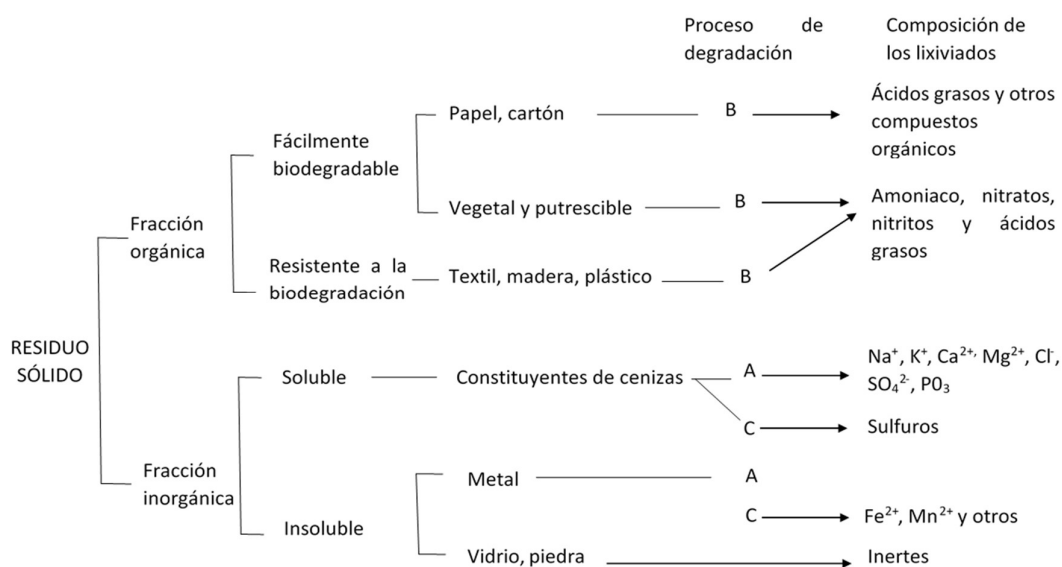 Proceso de
degradación
Composición de
los lixiviados
Papel, cartón
B
Ácidos grasos y otros
compuestos
orgánicos
Fácilmente
biodegradable
Vegetal y putrescible
B
Amoniaco, nitratos,
nitritos y ácidos
grasos
Fracción
orgánica
Resistente a la
biodegradación
Textil, madera, plástico
B
RESIDUO
SÓLIDO
Soluble
Constituyentes de cenizas
A
Na⁺, K⁺, Ca²⁺, Mg²⁺, Cl⁻,
SO₄²⁻, P0₃
C
Sulfuros
Fracción
inorgánica
Metal
A
Insoluble
C
Fe²⁺, Mn²⁺ y otros
Vidrio, piedra
Inertes